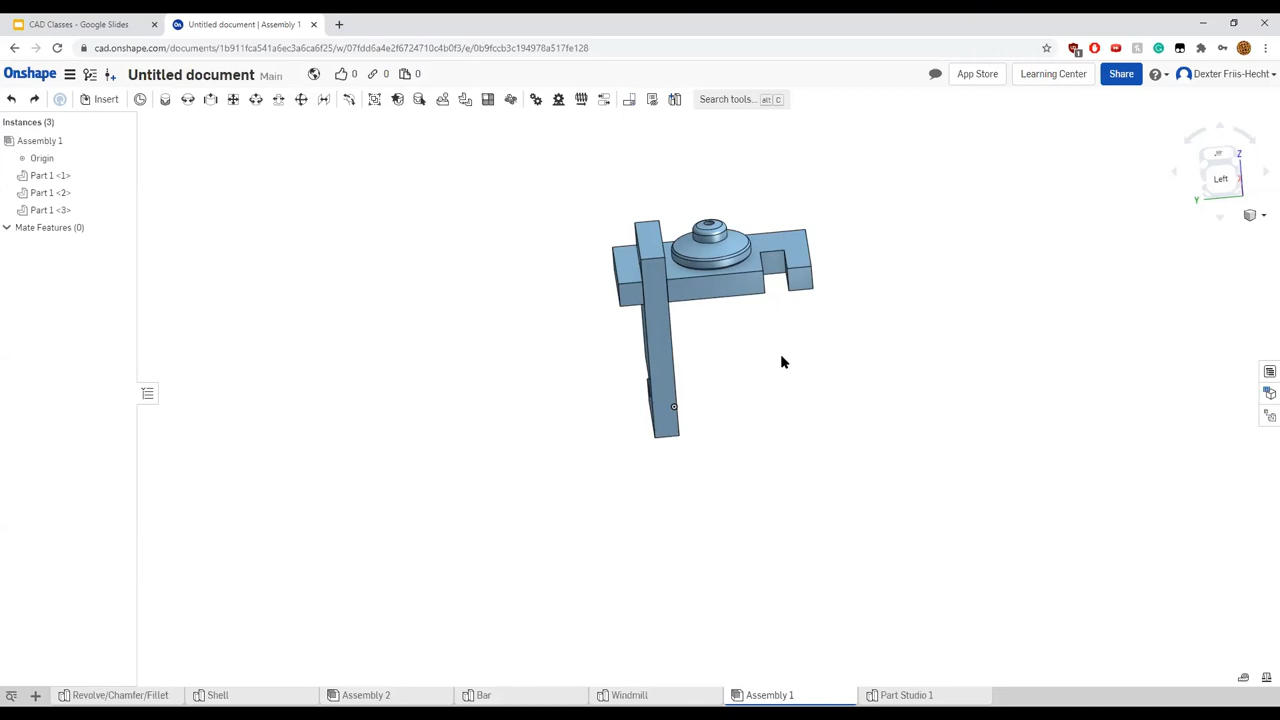 CAD Classes - Google Slides
Untitled document | Assembly 1
cad.onshape.com/documents/1b911fca541a6ec3a6ca6f25/w/07fdd6a4e2f6724710c4b0f3/e/0b9fccb3c194978a517fe128
Onshape
Untitled document Main
0
0
0
App Store
Learning Center
Share
Dexter Friis-Hecht
Insert
Search tools... alt C
Instances (3)
Assembly 1
Origin
Part 1 <1>
Part 1 <2>
Part 1 <3>
Mate Features (0)
Z
Left
Y
Revolve/Chamfer/Fillet
Shell
Assembly 2
Bar
Windmill
Assembly 1
Part Studio 1